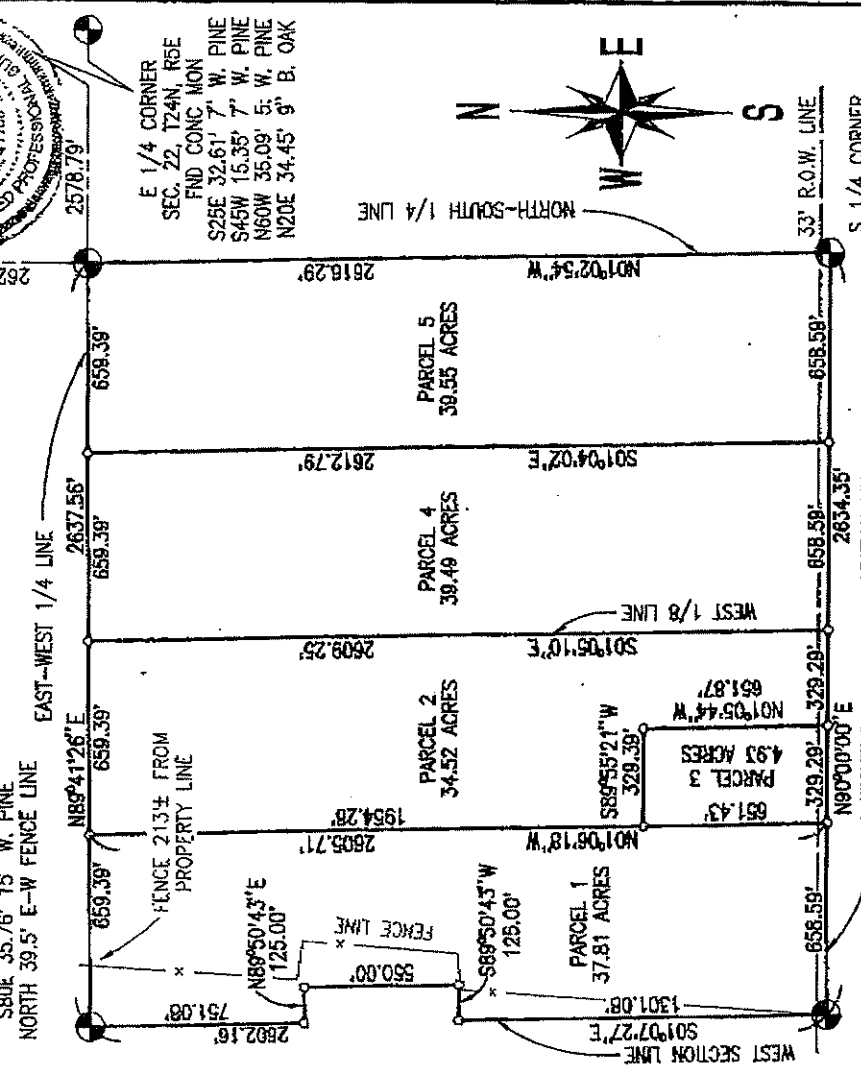 S80E 35.76' 15" W. PINE
NORTH 39.5' E-W FENCE LINE
EAST-WEST 1/4 LINE
ED PROFESSIONAL
2578.79'
E 1/4 CORNER
SEC. 22, T24N, R5E
FND CONC MON
S25E 32.61' 7" W. PINE
S45W 15.35' 7" W. PINE
N60W 35.09' 5: W. PINE
N20E 34.45' 9" B. OAK
N
W
E
S
NORTH-SOUTH 1/4 LINE
33' R.O.W. LINE
S 1/4 CORNER
N89°41'26"E
2637.56'
659.39'
659.39'
659.39'
659.39'
FENCE 213'± FROM
PROPERTY LINE
2616.29'
N01°02'54"W
PARCEL 5
39.55 ACRES
2612.79'
S01°04'02"E
PARCEL 4
39.49 ACRES
WEST 1/8 LINE
2609.25'
S01°05'10"E
PARCEL 2
34.52 ACRES
S89°55'21"W
329.39'
N01°05'44"W
651.87'
PARCEL 3
4.93 ACRES
651.43'
1954.28'
2605.71'
N01°06'18"W
N89°50'43"E
125.00'
FENCE LINE
550.00'
S89°50'43"W
125.00'
PARCEL 1
37.81 ACRES
751.08'
2602.16'
1301.08'
S01°07'27"E
WEST SECTION LINE
658.59'
329.29'
329.29'
658.59'
658.59'
N90°00'00"E
2634.35'